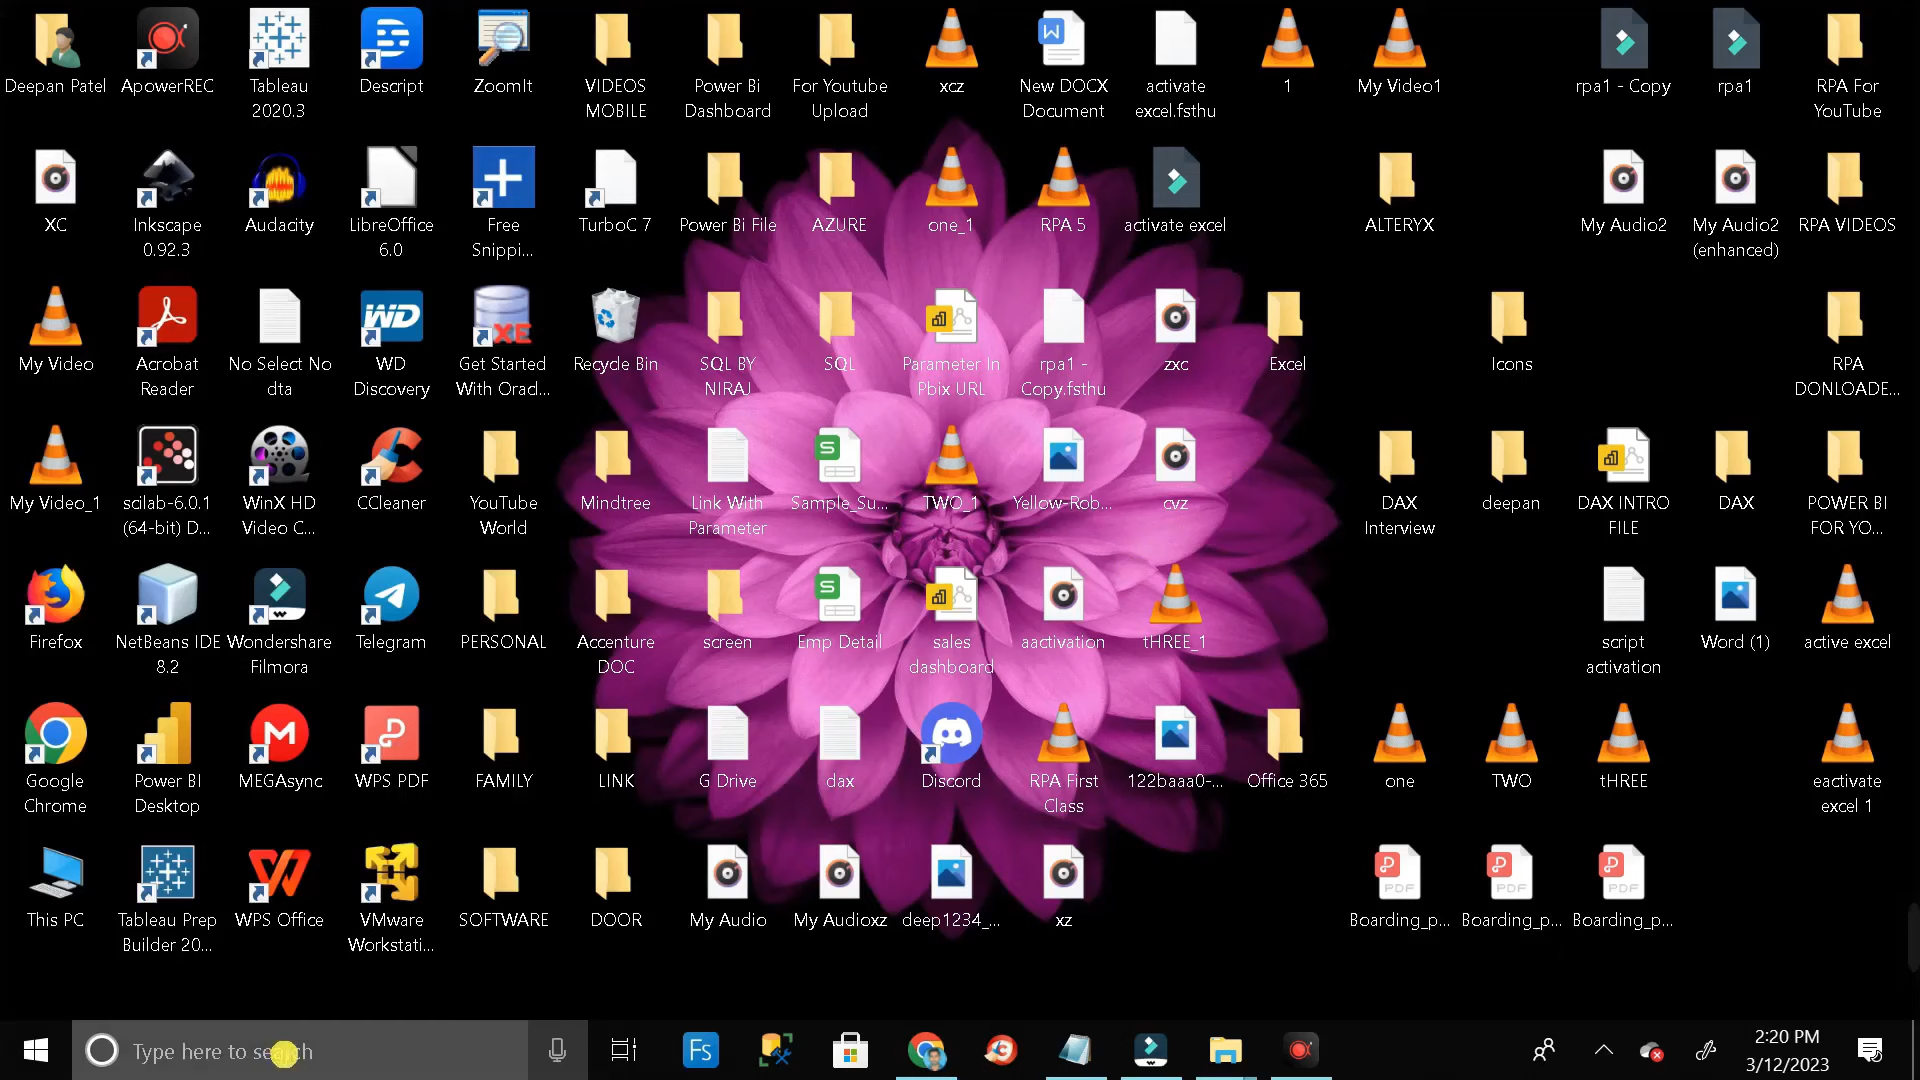 Deepan Patel
ApowerREC
Tableau
2020.3
Descript
ZoomIt
VIDEOS
MOBILE
Power Bi
Dashboard
For Youtube
Upload
xcz
New DOCX
Document
activate
excel.fsthu
1
My Video1
rpa1 - Copy
rpa1
RPA For
YouTube
XC
Inkscape
0.92.3
Audacity
LibreOffice
6.0
Free
Snippi...
TurboC 7
Power Bi File
AZURE
one_1
RPA 5
activate excel
ALTERYX
My Audio2
My Audio2
(enhanced)
RPA VIDEOS
My Video
Acrobat
Reader
No Select No
dta
WD
WD
Discovery
XE
Get Started
With Oracl...
Recycle Bin
SQL BY
NIRAJ
SQL
Parameter In
Pbix URL
rpa1 -
Copy.fsthu
zxc
Excel
Icons
RPA
DONLOADE...
My Video_1
scilab-6.0.1
(64-bit) D...
WinX HD
Video C...
CCleaner
YouTube
World
Mindtree
Link With
Parameter
Sample_Su...
TWO_1
Yellow-Rob...
cvz
DAX
Interview
deepan
DAX INTRO
FILE
DAX
POWER BI
FOR YO...
Firefox
NetBeans IDE
8.2
Wondershare
Filmora
Telegram
PERSONAL
Accenture
DOC
screen
Emp Detail
sales
dashboard
aactivation
tHREE_1
script
activation
Word (1)
active excel
Google
Chrome
Power BI
Desktop
MEGAsync
WPS PDF
FAMILY
LINK
G Drive
dax
Discord
RPA First
Class
122baaa0-...
Office 365
one
TWO
tHREE
eactivate
excel 1
This PC
Tableau Prep
Builder 20...
WPS Office
VMware
Workstati...
SOFTWARE
DOOR
My Audio
My Audioxz
deep1234_...
xz
PDF
Boarding_p...
PDF
Boarding_p...
PDF
Boarding_p...
Type here to search
Fs
2:20 PM
3/12/2023